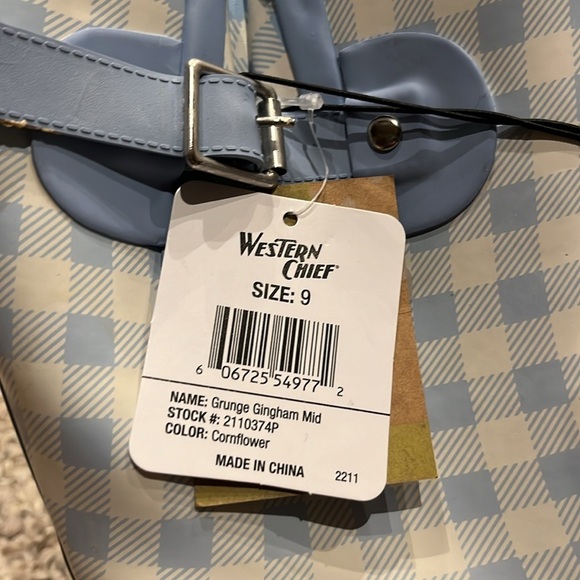 WESTERN
CHIEF®
SIZE: 9
6 06725 54977 2
NAME: Grunge Gingham Mid
STOCK #: 2110374P
COLOR: Cornflower
MADE IN CHINA 2211